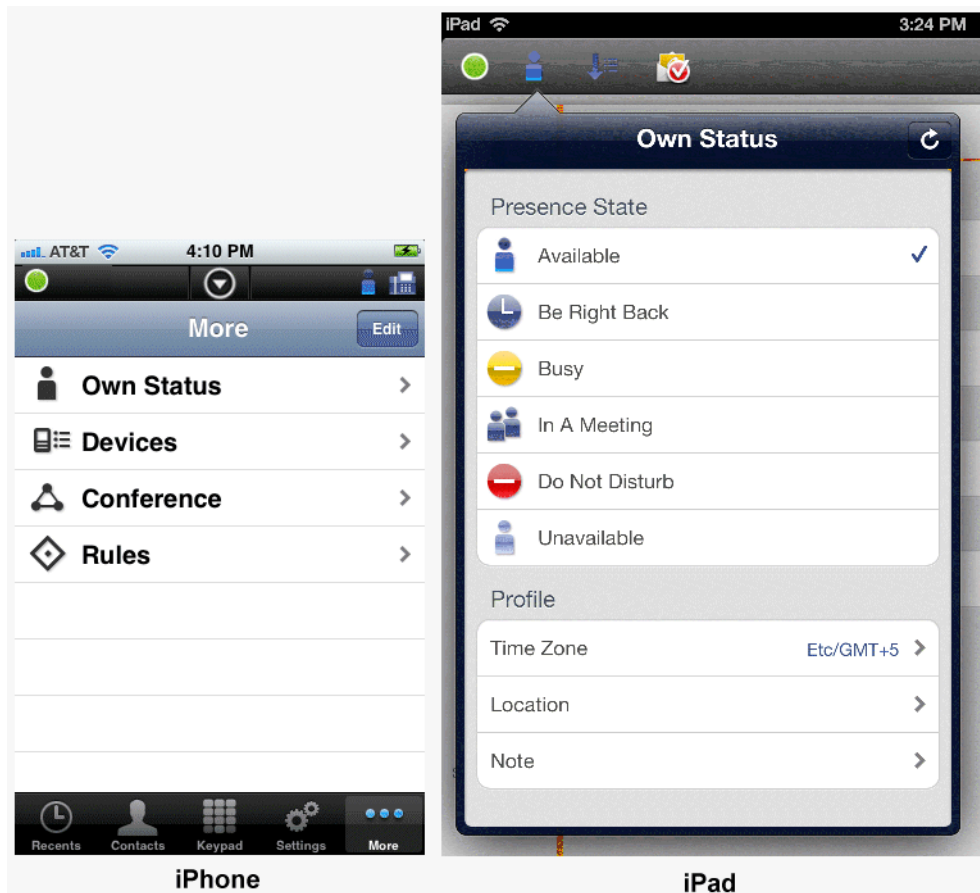 AT&T 4:10 PM
More Edit
Own Status
Devices
Conference
Rules
Recents Contacts Keypad Settings More
iPhone
iPad 3:24 PM
Own Status
Presence State
Available
Be Right Back
Busy
In A Meeting
Do Not Disturb
Unavailable
Profile
Time Zone Etc/GMT+5
Location
Note
iPad